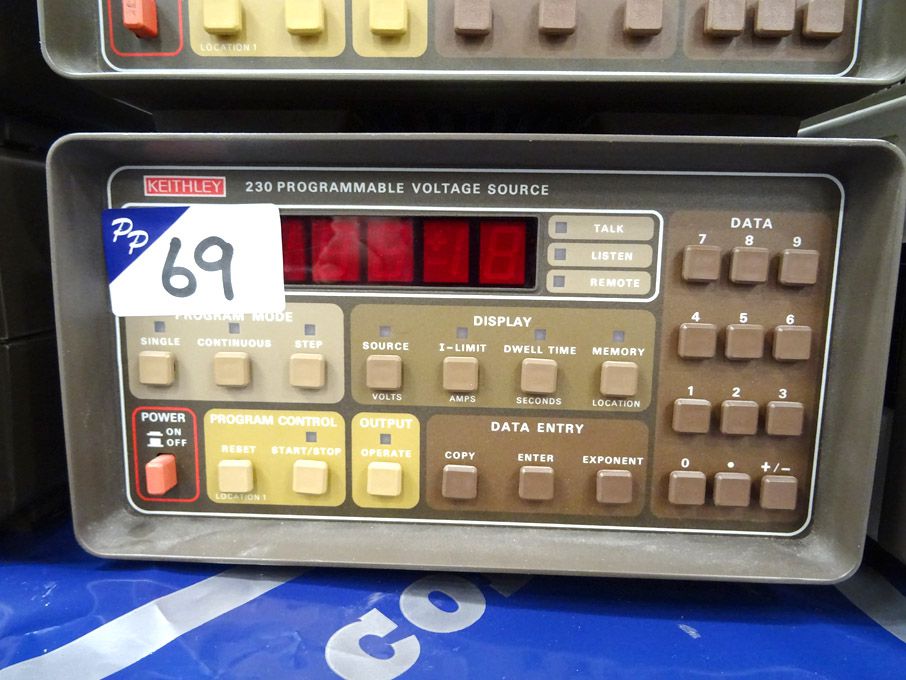 LOCATION 1
KEITHLEY 230 PROGRAMMABLE VOLTAGE SOURCE
PP 69
TALK
LISTEN
REMOTE
PROGRAM MODE
SINGLE CONTINUOUS STEP
DISPLAY
SOURCE I-LIMIT DWELL TIME MEMORY
VOLTS AMPS SECONDS LOCATION
POWER
ON
OFF
PROGRAM CONTROL
RESET START/STOP
LOCATION 1
OUTPUT
OPERATE
DATA ENTRY
COPY ENTER EXPONENT
DATA
7 8 9
4 5 6
1 2 3
0 • +/−